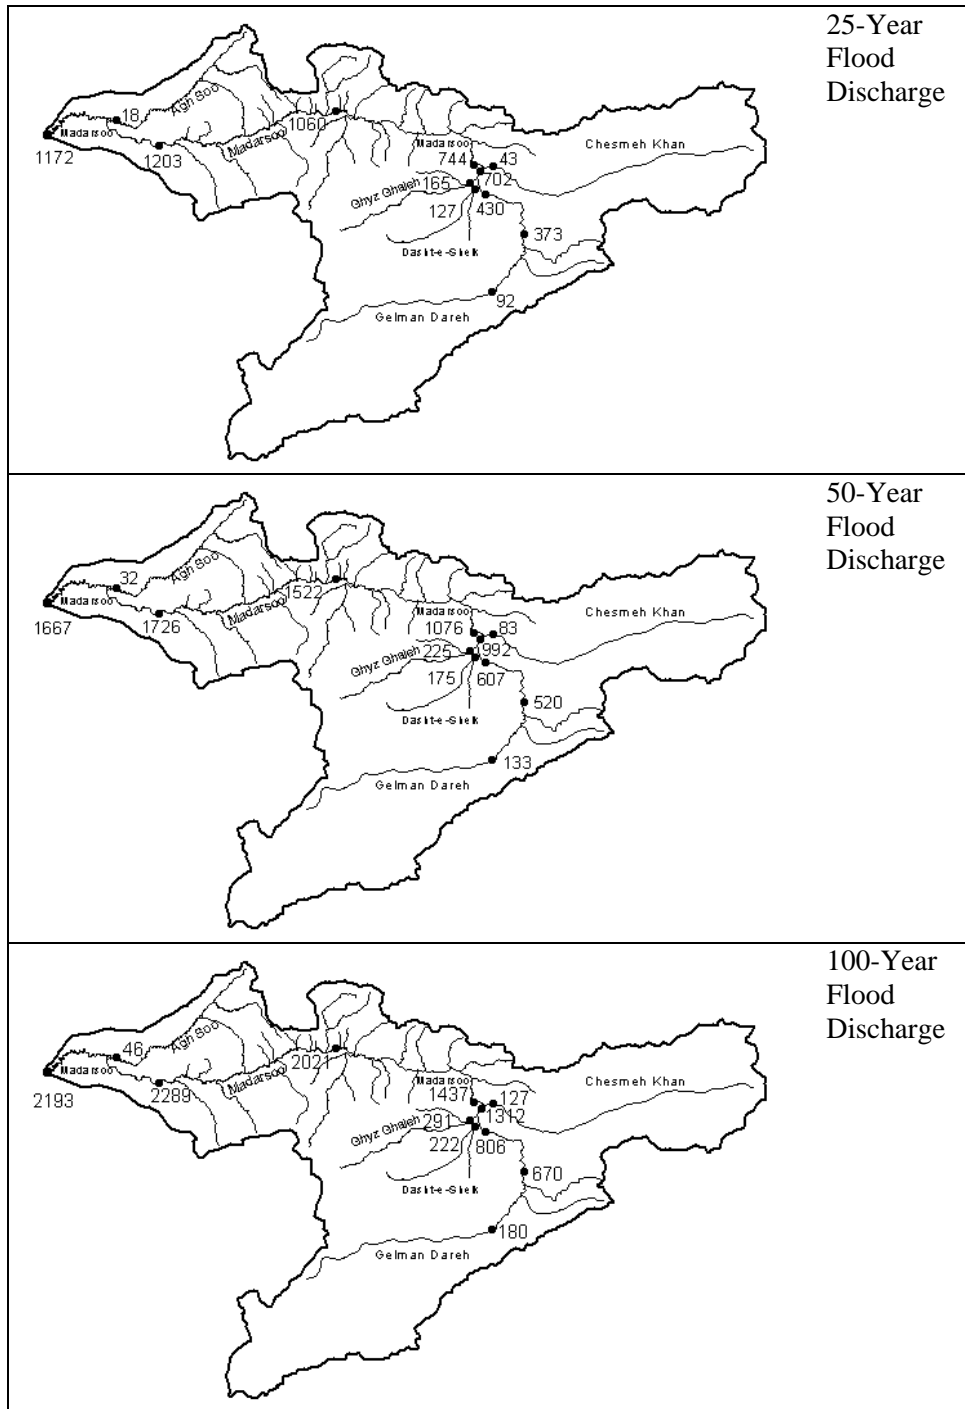 25-Year
Flood
Discharge
Agh Soo
18
1060
Madarsoo
Madarsoo
Madarsoo
Chesmeh Khan
1172
1203
744
43
702
Ghyz Ghaleh
165
127
430
373
Dasht-e-Sheik
92
Gelman Dareh
50-Year
Flood
Discharge
Agh Soo
32
1522
Madarsoo
Madarsoo
Madarsoo
Chesmeh Khan
1667
1726
1076
83
992
Ghyz Ghaleh
225
175
607
520
Dasht-e-Sheik
133
Gelman Dareh
100-Year
Flood
Discharge
Agh Soo
46
2021
Madarsoo
Madarsoo
Madarsoo
Chesmeh Khan
2193
2289
1437
127
1312
Ghyz Ghaleh
291
222
806
670
Dasht-e-Sheik
180
Gelman Dareh